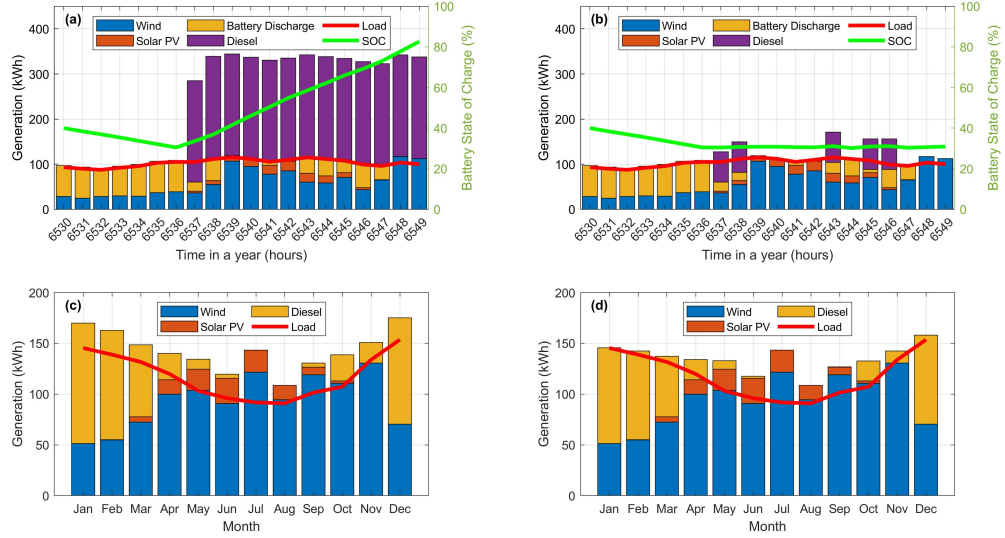 (a)
Wind
Battery Discharge
Load
Solar PV
Diesel
SOC
400
300
200
100
0
100
80
60
40
20
0
Generation (kWh)
Battery State of Charge (%)
6530 6531 6532 6533 6534 6535 6536 6537 6538 6539 6540 6541 6542 6543 6544 6545 6546 6547 6548 6549
Time in a year (hours)
(b)
Wind
Battery Discharge
Load
Solar PV
Diesel
SOC
400
300
200
100
0
100
80
60
40
20
0
Generation (kWh)
Battery State of Charge (%)
6530 6531 6532 6533 6534 6535 6536 6537 6538 6539 6540 6541 6542 6543 6544 6545 6546 6547 6548 6549
Time in a year (hours)
(c)
Wind
Diesel
Solar PV
Load
200
150
100
50
0
Generation (kWh)
Jan Feb Mar Apr May Jun Jul Aug Sep Oct Nov Dec
Month
(d)
Wind
Diesel
Solar PV
Load
200
150
100
50
0
Generation (kWh)
Jan Feb Mar Apr May Jun Jul Aug Sep Oct Nov Dec
Month